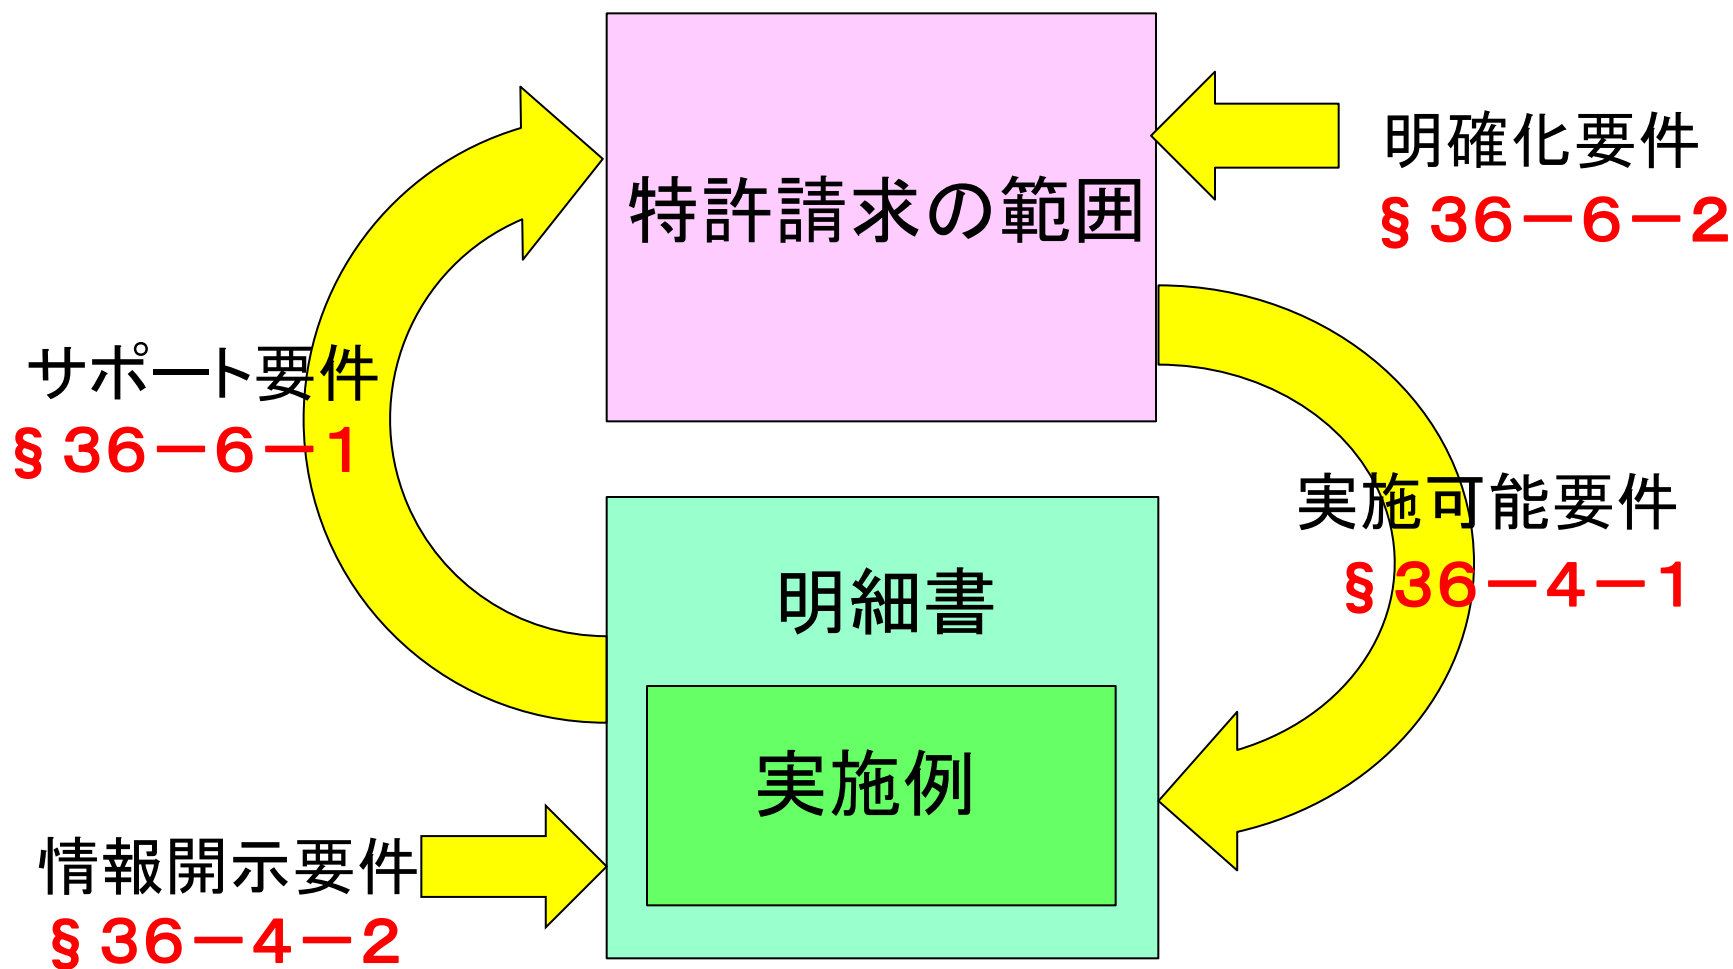 特許請求の範囲
明確化要件
§３６－６－２
サポート要件
§３６－６－１
実施可能要件
§３６－４－１
明細書
実施例
情報開示要件
§３６－４－２